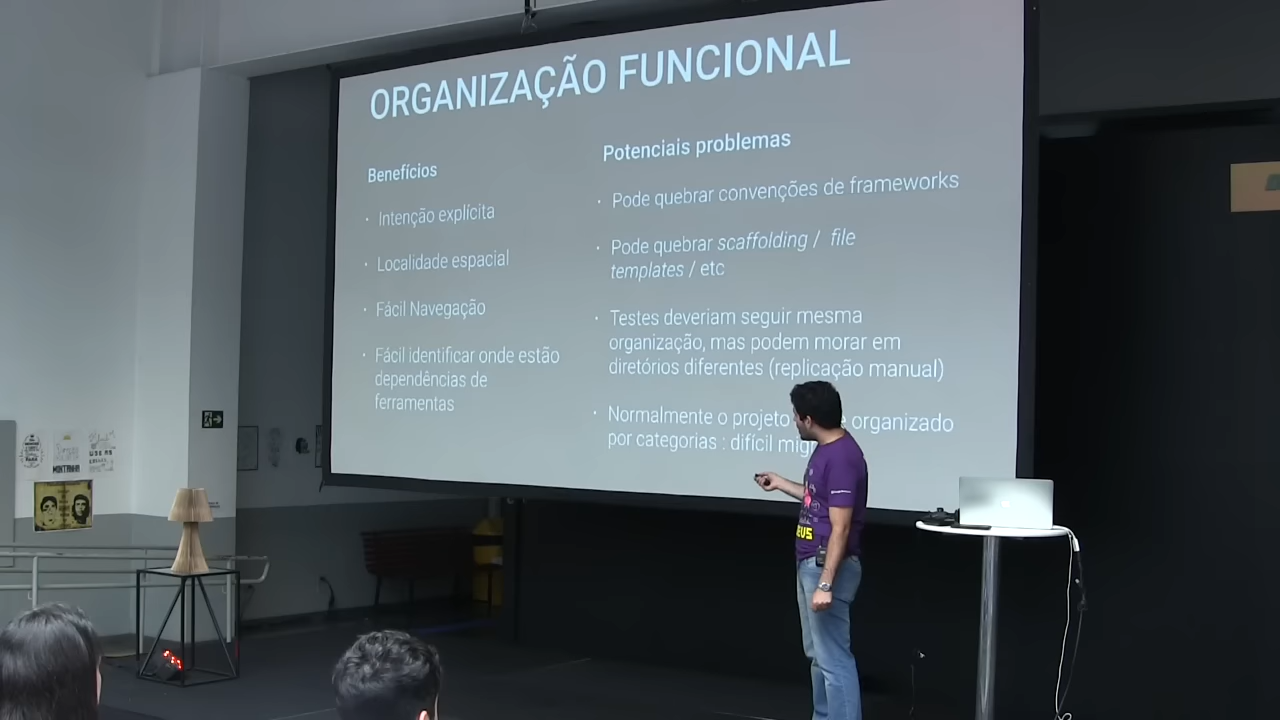 ORGANIZAÇÃO FUNCIONAL
Benefícios
• Intenção explícita
• Localidade espacial
• Fácil Navegação
• Fácil identificar onde estão
dependências de
ferramentas
Potenciais problemas
• Pode quebrar convenções de frameworks
• Pode quebrar scaffolding / file
templates / etc
• Testes deveriam seguir mesma
organização, mas podem morar em
diretórios diferentes (replicação manual)
• Normalmente o projeto organizado
por categorias : difícil